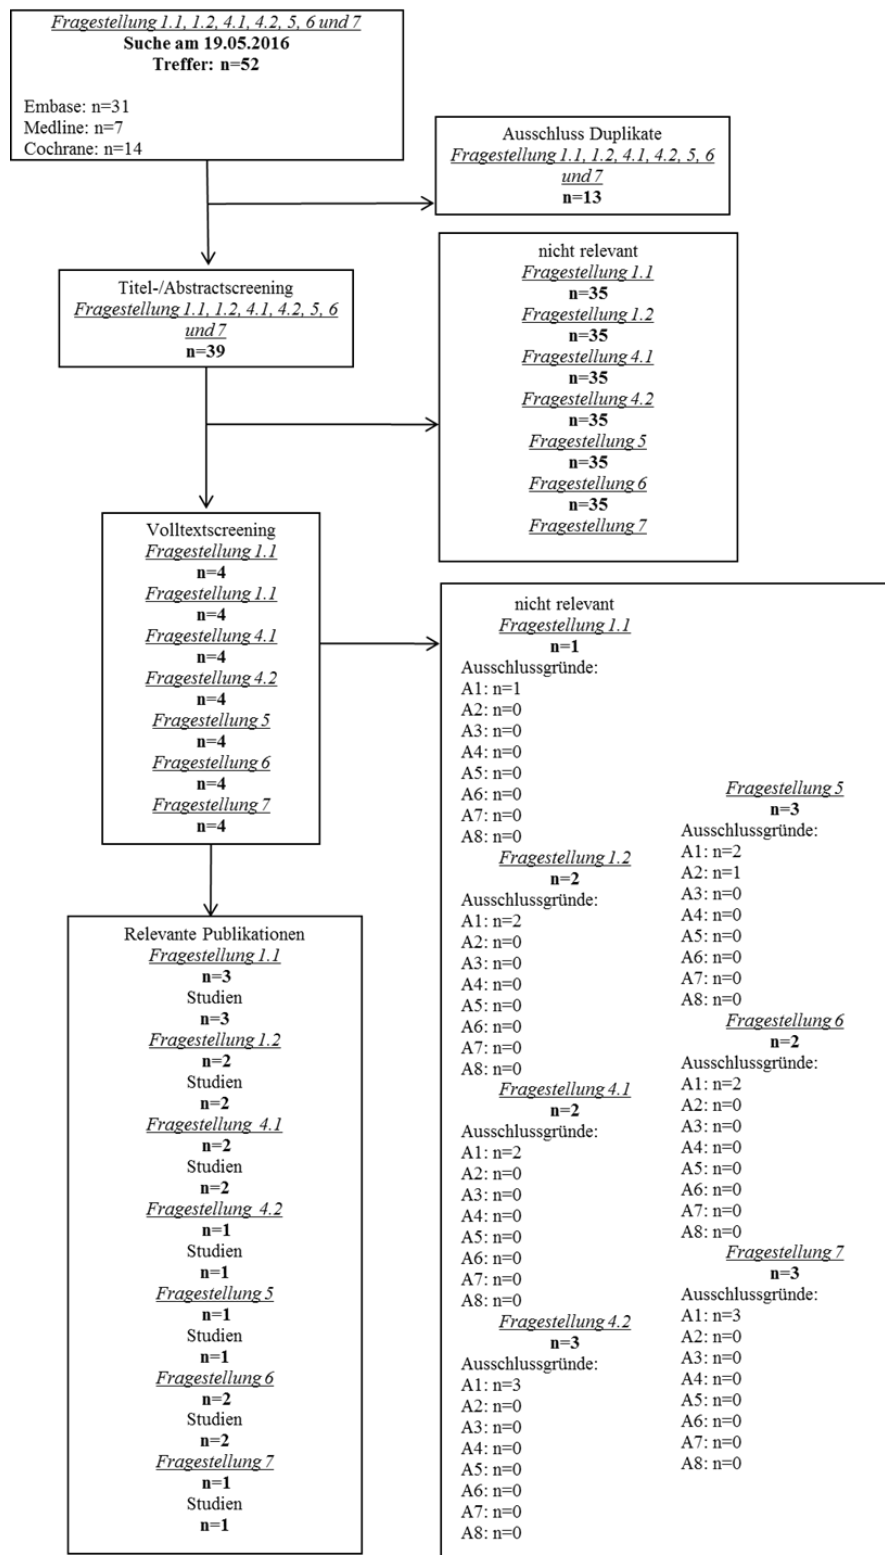 Fragestellung 1.1, 1.2, 4.1, 4.2, 5, 6 und 7
Suche am 19.05.2016
Treffer: n=52
Embase: n=31
Medline: n=7
Cochrane: n=14
Ausschluss Duplikate
Fragestellung 1.1, 1.2, 4.1, 4.2, 5, 6
und 7
n=13
Titel-/Abstractscreening
Fragestellung 1.1, 1.2, 4.1, 4.2, 5, 6
und 7
n=39
nicht relevant
Fragestellung 1.1
n=35
Fragestellung 1.2
n=35
Fragestellung 4.1
n=35
Fragestellung 4.2
n=35
Fragestellung 5
n=35
Fragestellung 6
n=35
Fragestellung 7
Volltextscreening
Fragestellung 1.1
n=4
Fragestellung 1.1
n=4
Fragestellung 4.1
n=4
Fragestellung 4.2
n=4
Fragestellung 5
n=4
Fragestellung 6
n=4
Fragestellung 7
n=4
nicht relevant
Fragestellung 1.1
n=1
Ausschlussgründe:
A1: n=1
A2: n=0
A3: n=0
A4: n=0
A5: n=0
A6: n=0
A7: n=0
A8: n=0
Fragestellung 1.2
n=2
Ausschlussgründe:
A1: n=2
A2: n=0
A3: n=0
A4: n=0
A5: n=0
A6: n=0
A7: n=0
A8: n=0
Fragestellung 4.1
n=2
Ausschlussgründe:
A1: n=2
A2: n=0
A3: n=0
A4: n=0
A5: n=0
A6: n=0
A7: n=0
A8: n=0
Fragestellung 4.2
n=3
Ausschlussgründe:
A1: n=3
A2: n=0
A3: n=0
A4: n=0
A5: n=0
A6: n=0
A7: n=0
A8: n=0
Fragestellung 5
n=3
Ausschlussgründe:
A1: n=2
A2: n=1
A3: n=0
A4: n=0
A5: n=0
A6: n=0
A7: n=0
A8: n=0
Fragestellung 6
n=2
Ausschlussgründe:
A1: n=2
A2: n=0
A3: n=0
A4: n=0
A5: n=0
A6: n=0
A7: n=0
A8: n=0
Fragestellung 7
n=3
Ausschlussgründe:
A1: n=3
A2: n=0
A3: n=0
A4: n=0
A5: n=0
A6: n=0
A7: n=0
A8: n=0
Relevante Publikationen
Fragestellung 1.1
n=3
Studien
n=3
Fragestellung 1.2
n=2
Studien
n=2
Fragestellung 4.1
n=2
Studien
n=2
Fragestellung 4.2
n=1
Studien
n=1
Fragestellung 5
n=1
Studien
n=1
Fragestellung 6
n=2
Studien
n=2
Fragestellung 7
n=1
Studien
n=1